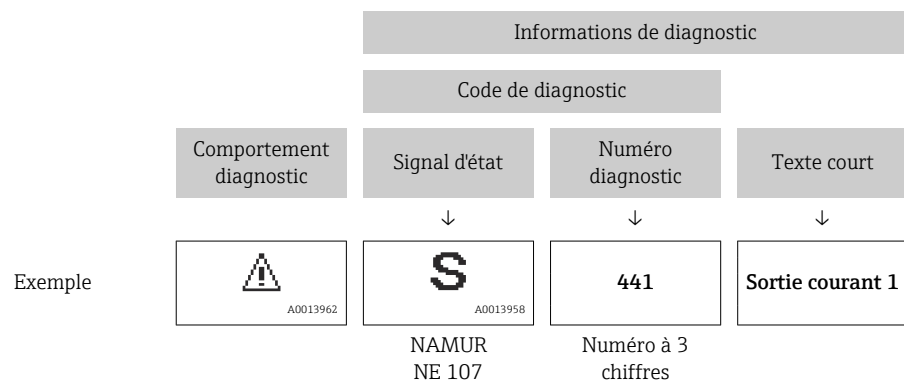 Informations de diagnostic
Code de diagnostic
Comportement
diagnostic
Signal d'état
Numéro
diagnostic
Texte court
↓ ↓ ↓
Exemple
A0013962
S
A0013958
441
Sortie courant 1
NAMUR
NE 107
Numéro à 3
chiffres